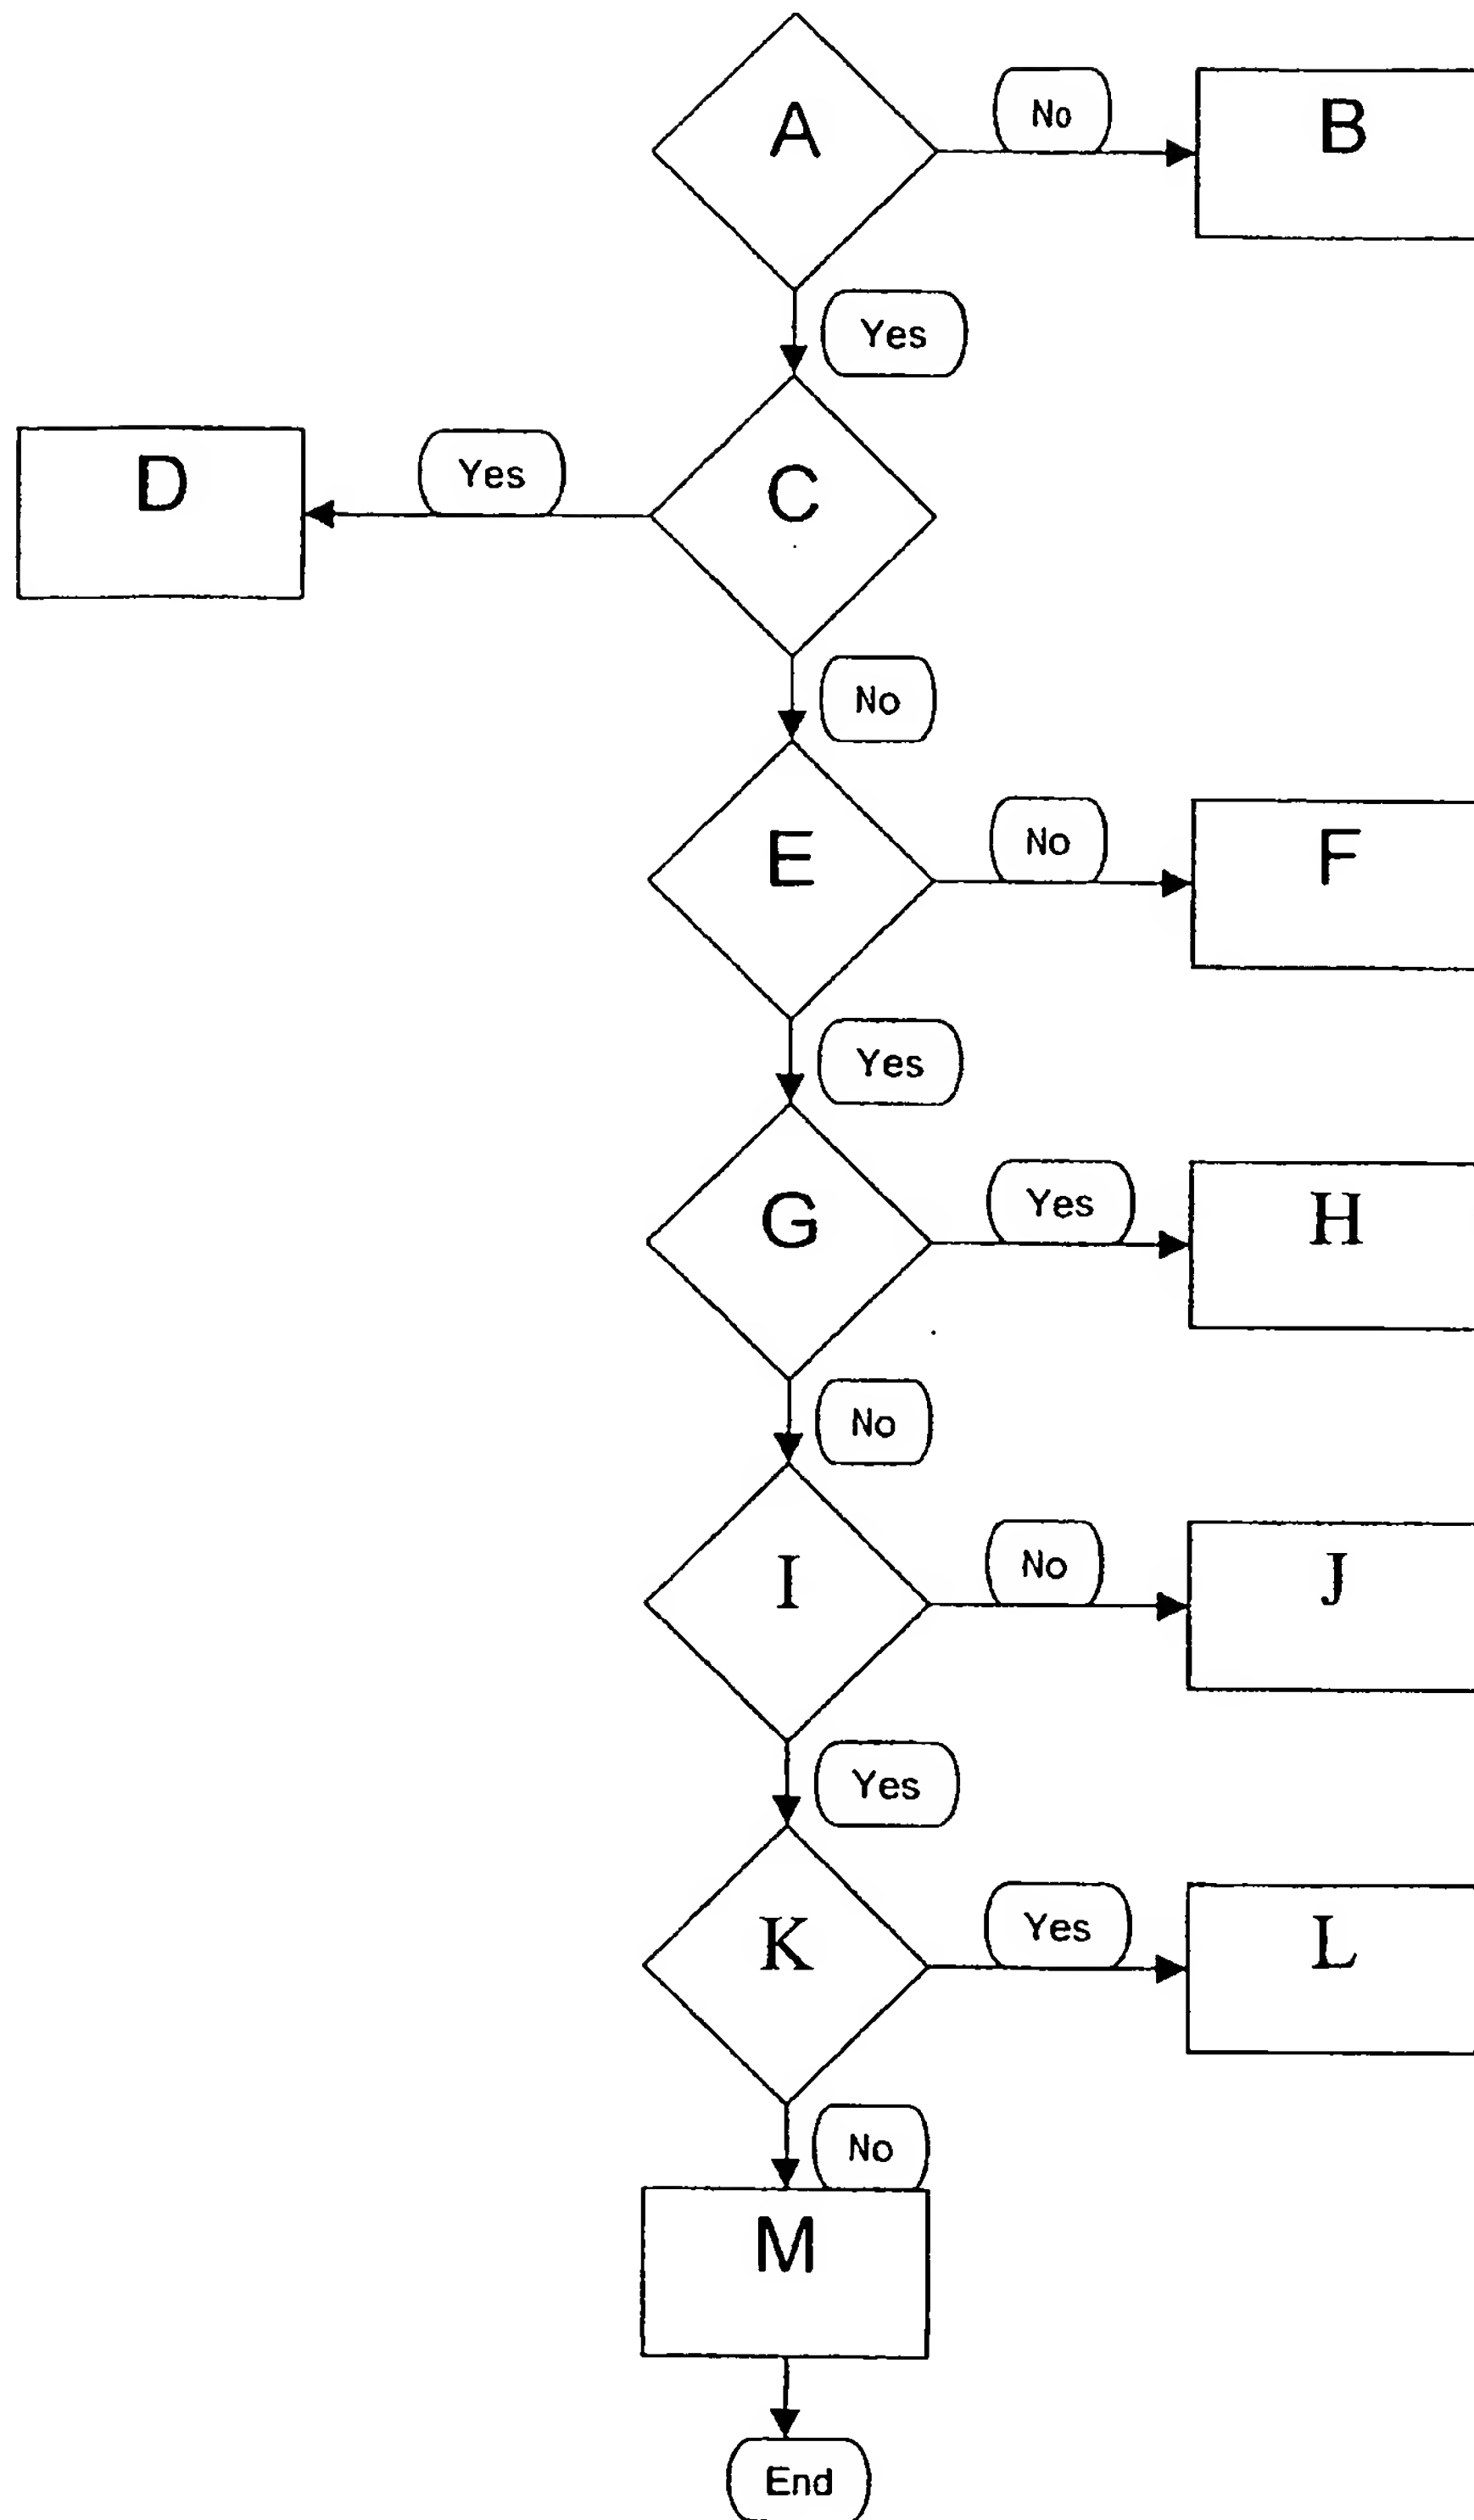 A
No
B
Yes
D
Yes
C
No
E
No
F
Yes
G
Yes
H
No
I
No
J
Yes
K
Yes
L
No
M
End